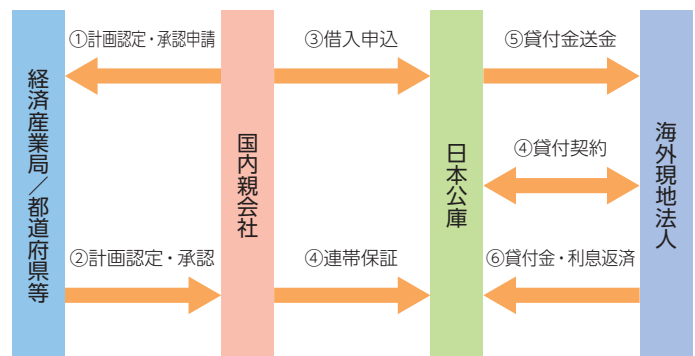 ①計画認定・承認申請
③借入申込
⑤貸付金送金
経済産業局／都道府県等
国内親会社
日本公庫
海外現地法人
④貸付契約
②計画認定・承認
④連帯保証
⑥貸付金・利息返済